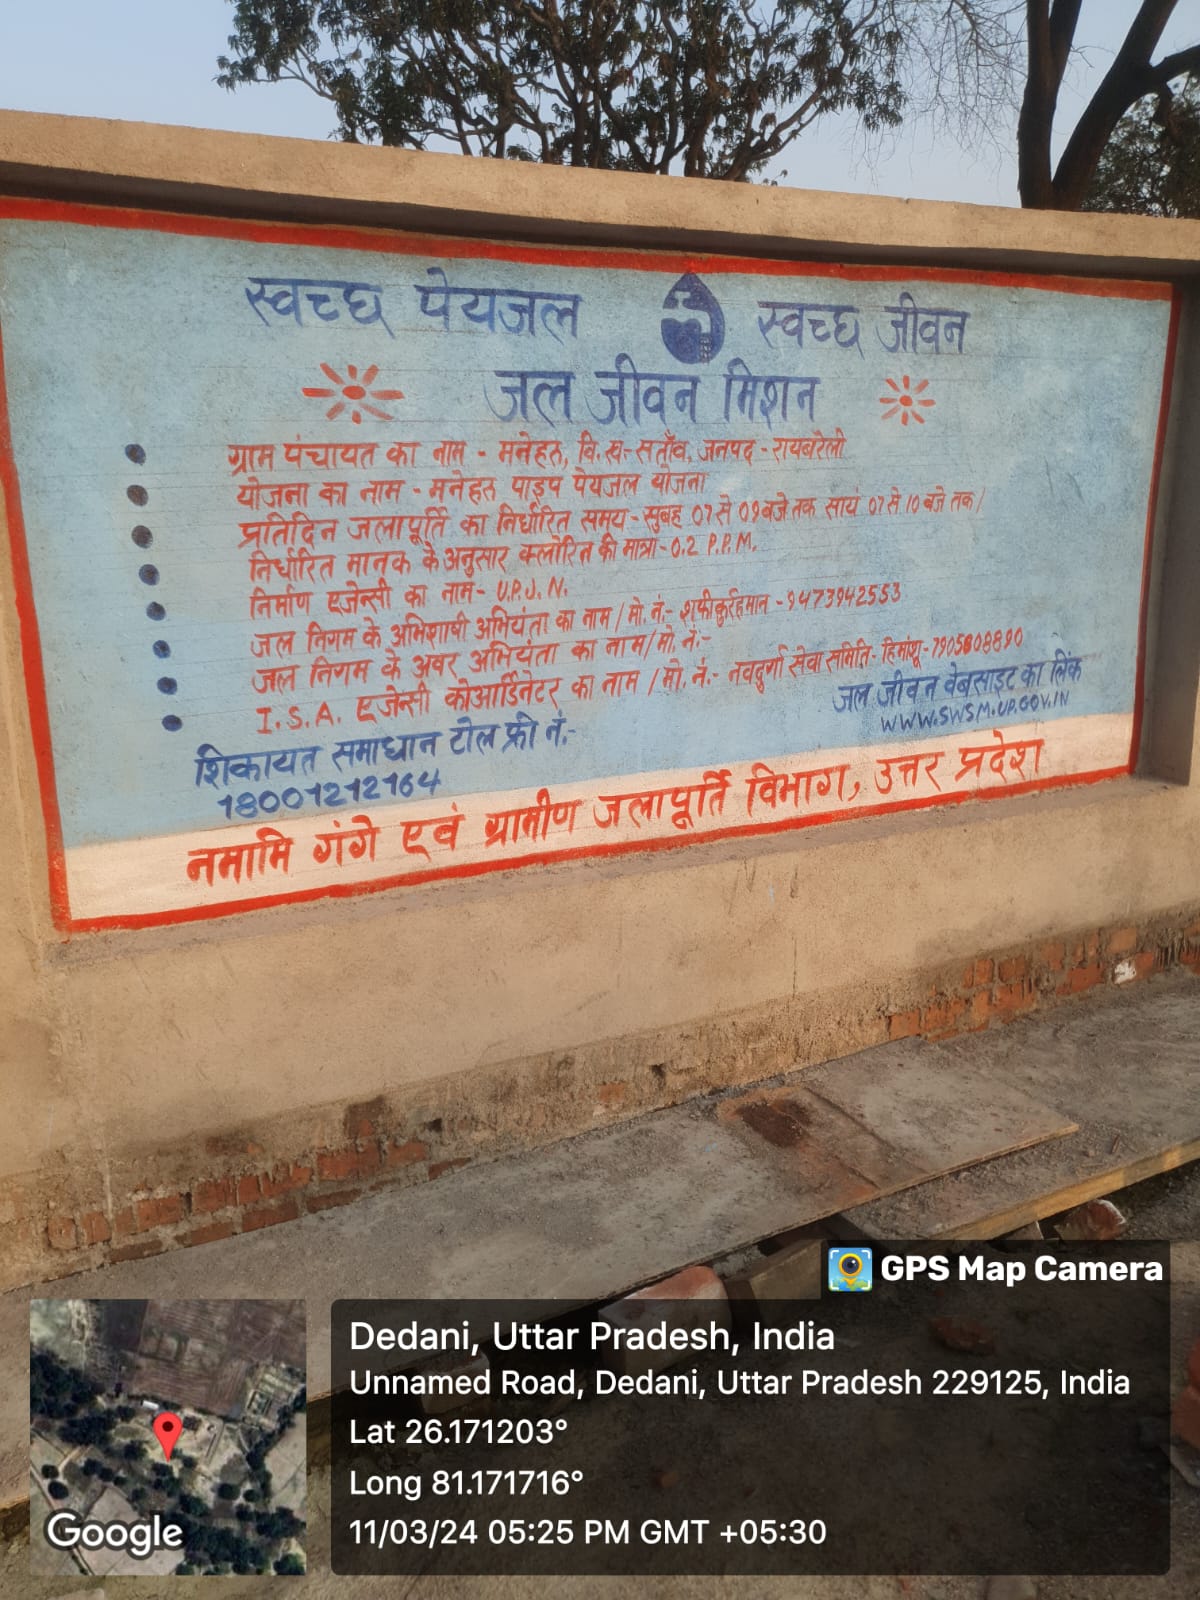 स्वच्छ पेयजल स्वच्छ जीवन
जल जीवन मिशन
ग्राम पंचायत का नाम - मनेहरु, वि.ख.-सताँव, जनपद - रायबरेली
योजना का नाम - मनेहरु पाइप पेयजल योजना
प्रतिदिन जलापूर्ति का निर्धारित समय - सुबह 07 से 09 बजे तक सायं 07 से 10 बजे तक/
निर्धारित मानक के अनुसार क्लोरिन की मात्रा - 0.2 P.P.M.
निर्माण एजेन्सी का नाम - U.P.J.N.
जल निगम के अभिशाषी अभियंता का नाम / मो. नं.- शफीकुर्रहमान - 9473942553
जल निगम के अवर अभियंता का नाम/मो. नं.-
I.S.A. एजेन्सी कोआर्डिनेटर का नाम / मो. नं.- नवदुर्गा सेवा समिति - हिमांशू - 7905808890
शिकायत समाधान टोल फ्री नं.-
18001212164
जल जीवन वेबसाइट का लिंक
WWW.SWSM.UP.GOV.IN
नमामि गंगे एवं ग्रामीण जलापूर्ति विभाग, उत्तर प्रदेश
GPS Map Camera
Dedani, Uttar Pradesh, India
Unnamed Road, Dedani, Uttar Pradesh 229125, India
Lat 26.171203°
Long 81.171716°
11/03/24 05:25 PM GMT +05:30
Google